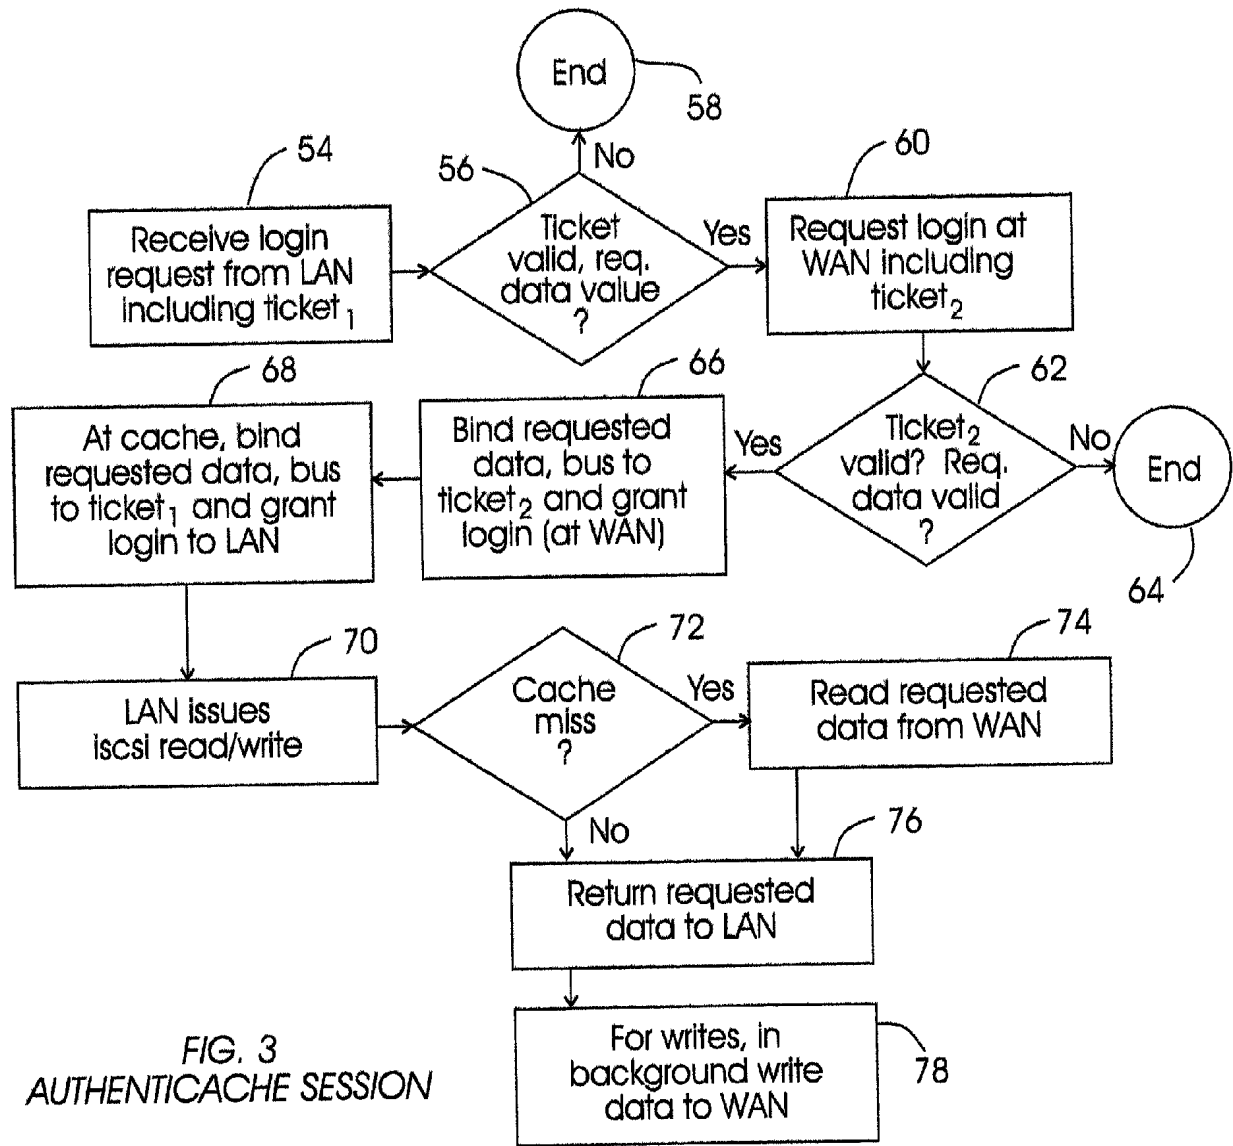 End
58
No
54
56
60
Receive login
request from LAN
including ticket₁
Ticket
valid, req.
data value
?
Yes
Request login at
WAN including
ticket₂
68
66
62
At cache, bind
requested data, bus
to ticket₁ and grant
login to LAN
Bind requested
data, bus to
ticket₂ and grant
login (at WAN)
Yes
Ticket₂
valid? Req.
data valid
?
No
End
64
70
72
74
LAN issues
iscsi read/write
Cache
miss
?
Yes
Read requested
data from WAN
No
76
Return requested
data to LAN
For writes, in
background write
data to WAN
78
FIG. 3
AUTHENTICACHE SESSION